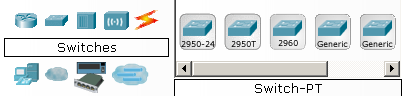 Switches
2950-24 2950T 2960 Generic Generic
Switch-PT